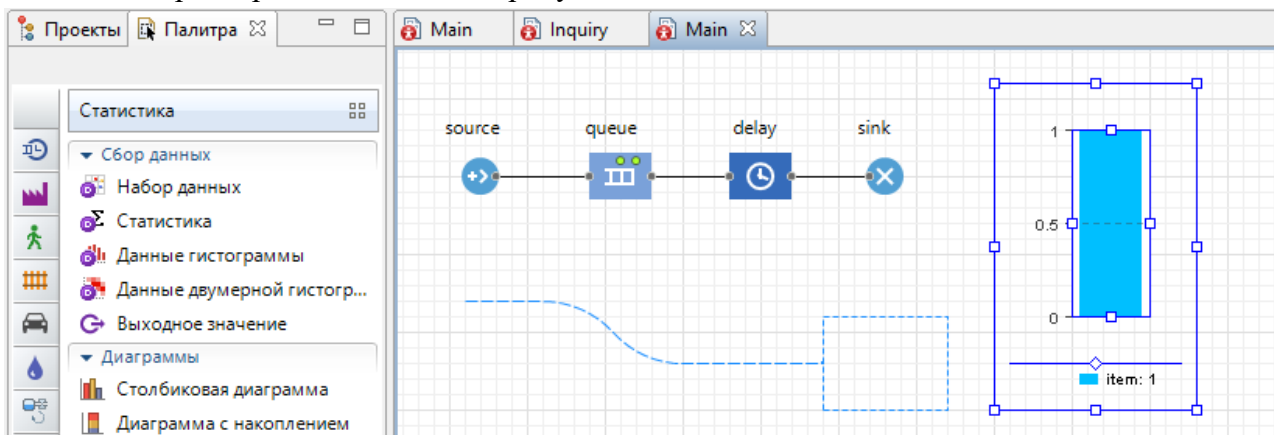 Проекты Палитра Main Inquiry Main
Статистика
Сбор данных
Набор данных
Статистика
Данные гистограммы
Данные двумерной гистогр...
Выходное значение
Диаграммы
Столбиковая диаграмма
Диаграмма с накоплением
source queue delay sink
1
0.5
0
item: 1